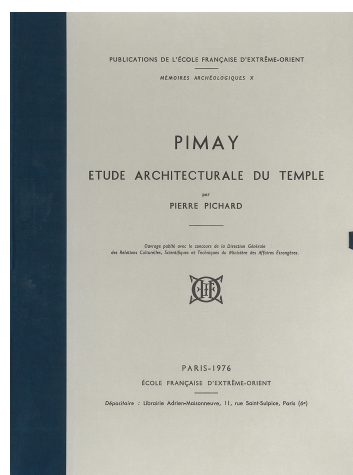 PUBLICATIONS DE L'ÉCOLE FRANÇAISE D'EXTRÊME-ORIENT
MÉMOIRES ARCHÉOLOGIQUES X
PIMAY
ETUDE ARCHITECTURALE DU TEMPLE
par
PIERRE PICHARD
Ouvrage publié avec le concours de la Direction Générale
des Relations Culturelles, Scientifiques et Techniques du Ministère des Affaires Étrangères.
PARIS-1976
ÉCOLE FRANÇAISE D'EXTRÊME-ORIENT
Dépositaire : Librairie Adrien-Maisonneuve, 11, rue Saint-Sulpice, Paris (6e)